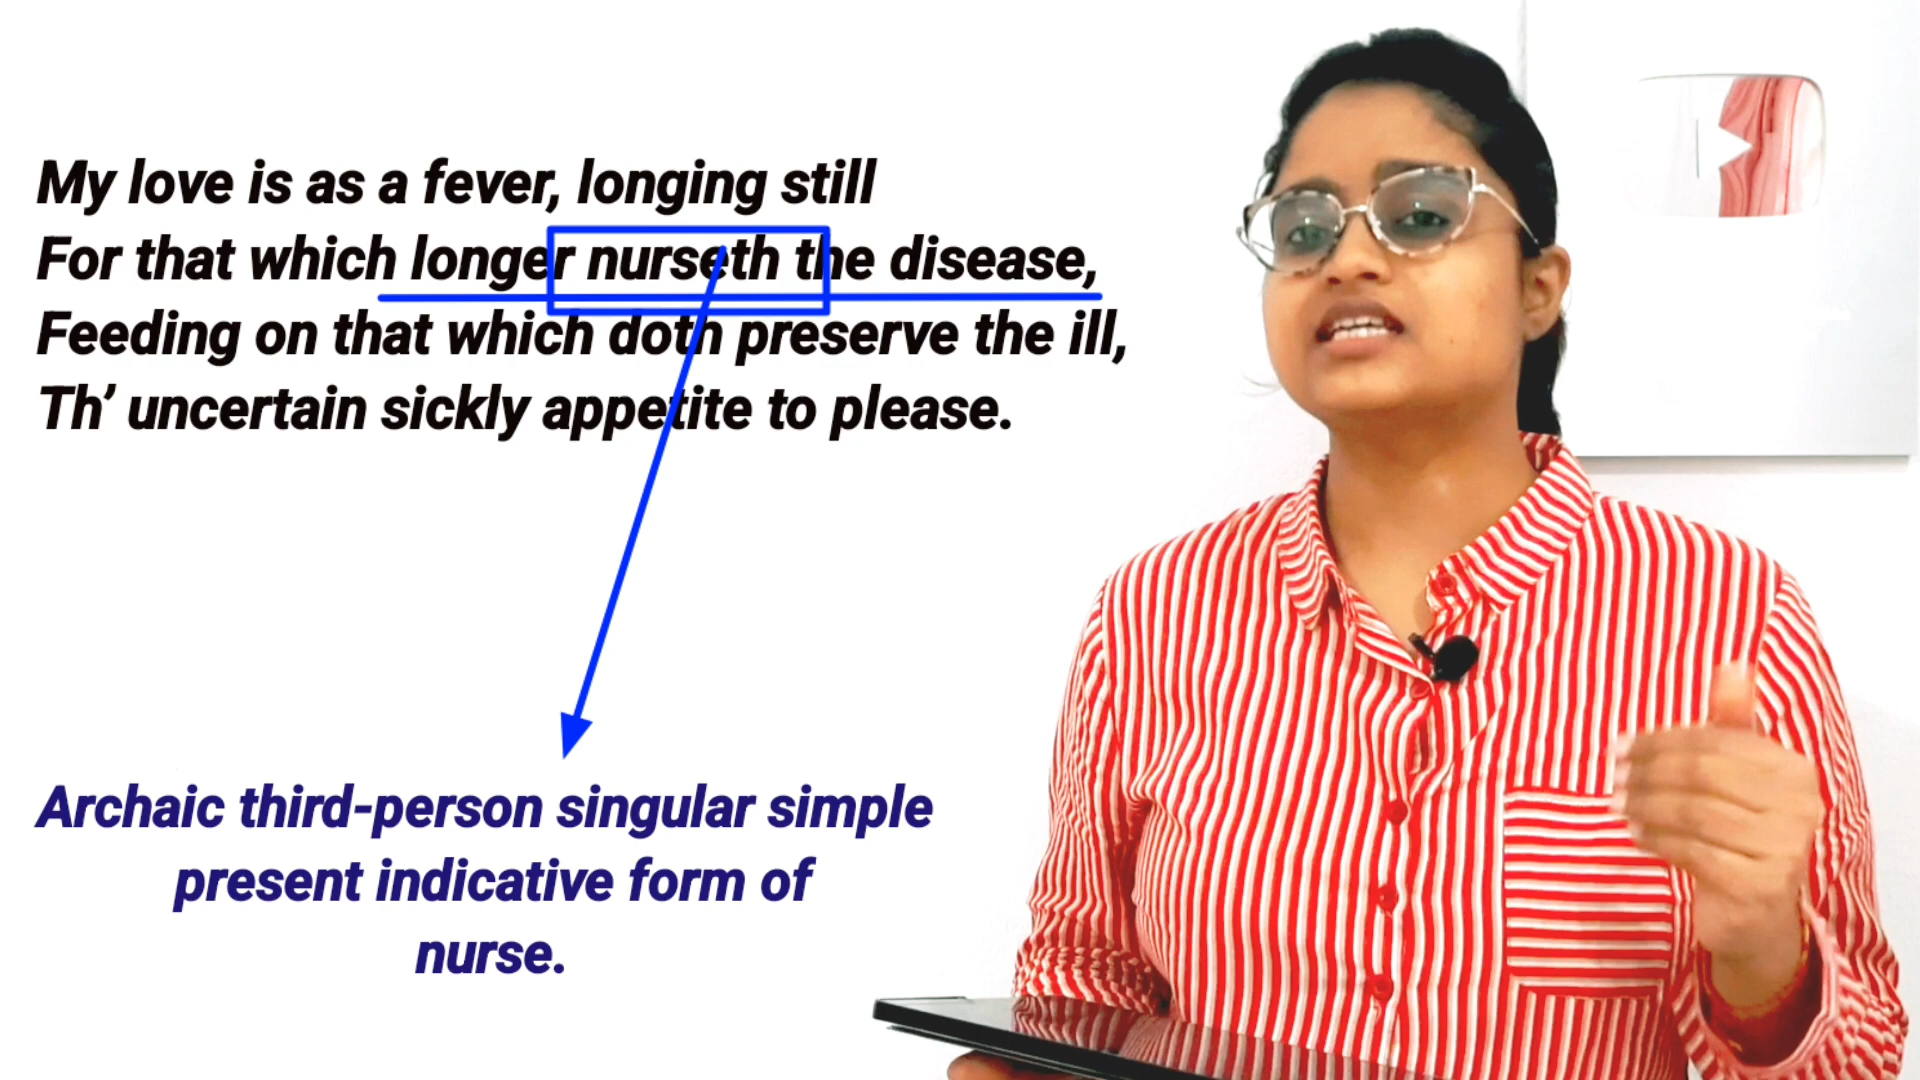 My love is as a fever, longing still
For that which longer nurseth the disease,
Feeding on that which doth preserve the ill,
Th’ uncertain sickly appetite to please.
Archaic third-person singular simple
present indicative form of
nurse.